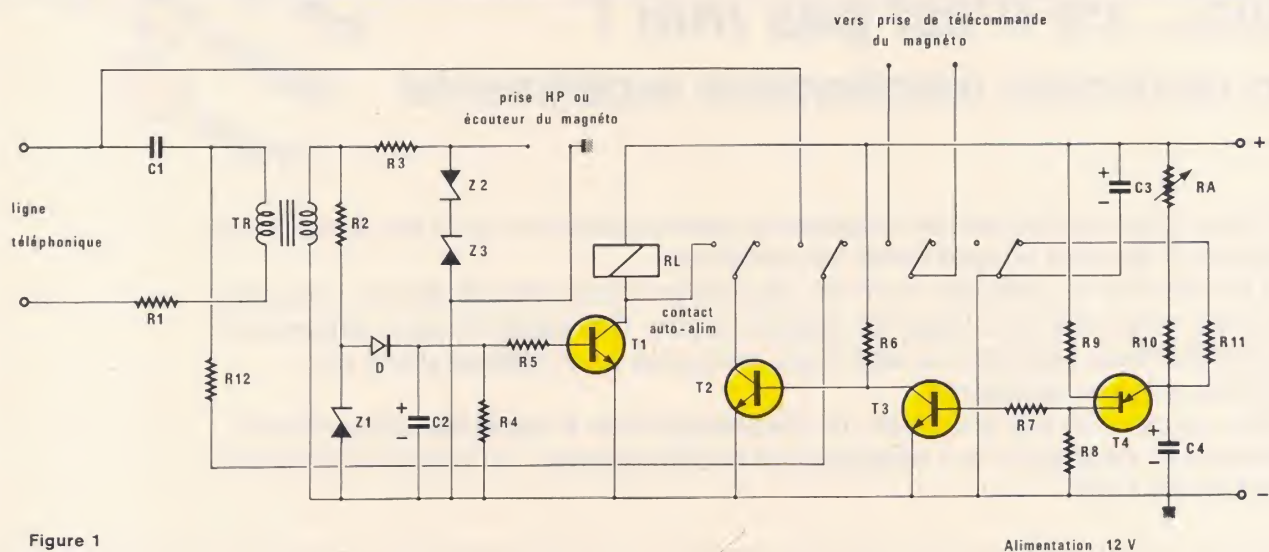 vers prise de télécommande
du magnéto
prise HP ou
écouteur du magnéto
+
C1
R3
Z2
C3
+
-
RA
ligne
téléphonique
TR
R2
Z3
RL
R1
contact
auto-alim
T1
R6
R9
R10
R11
R12
D
R5
T2
T3
R7
T4
Z1
+
-
C2
R4
R8
+
-
C4
-
Figure 1
Alimentation 12 V